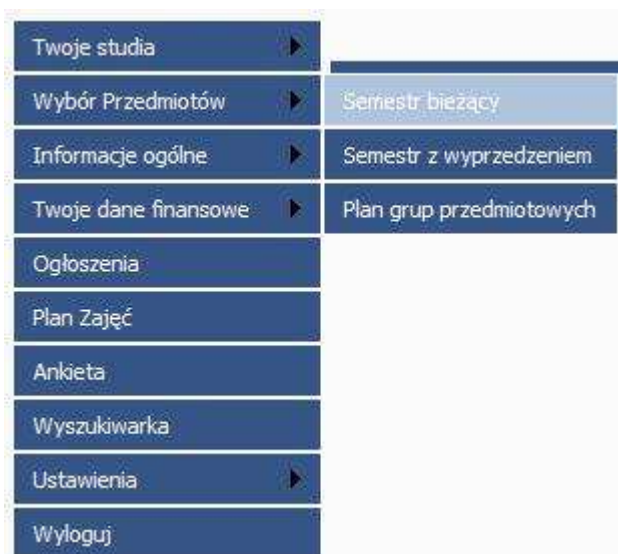 Twoje studia
Wybór Przedmiotów
Semestr bieżący
Informacje ogólne
Semestr z wyprzedzeniem
Twoje dane finansowe
Plan grup przedmiotowych
Ogłoszenia
Plan Zajęć
Ankieta
Wyszukiwarka
Ustawienia
Wyloguj